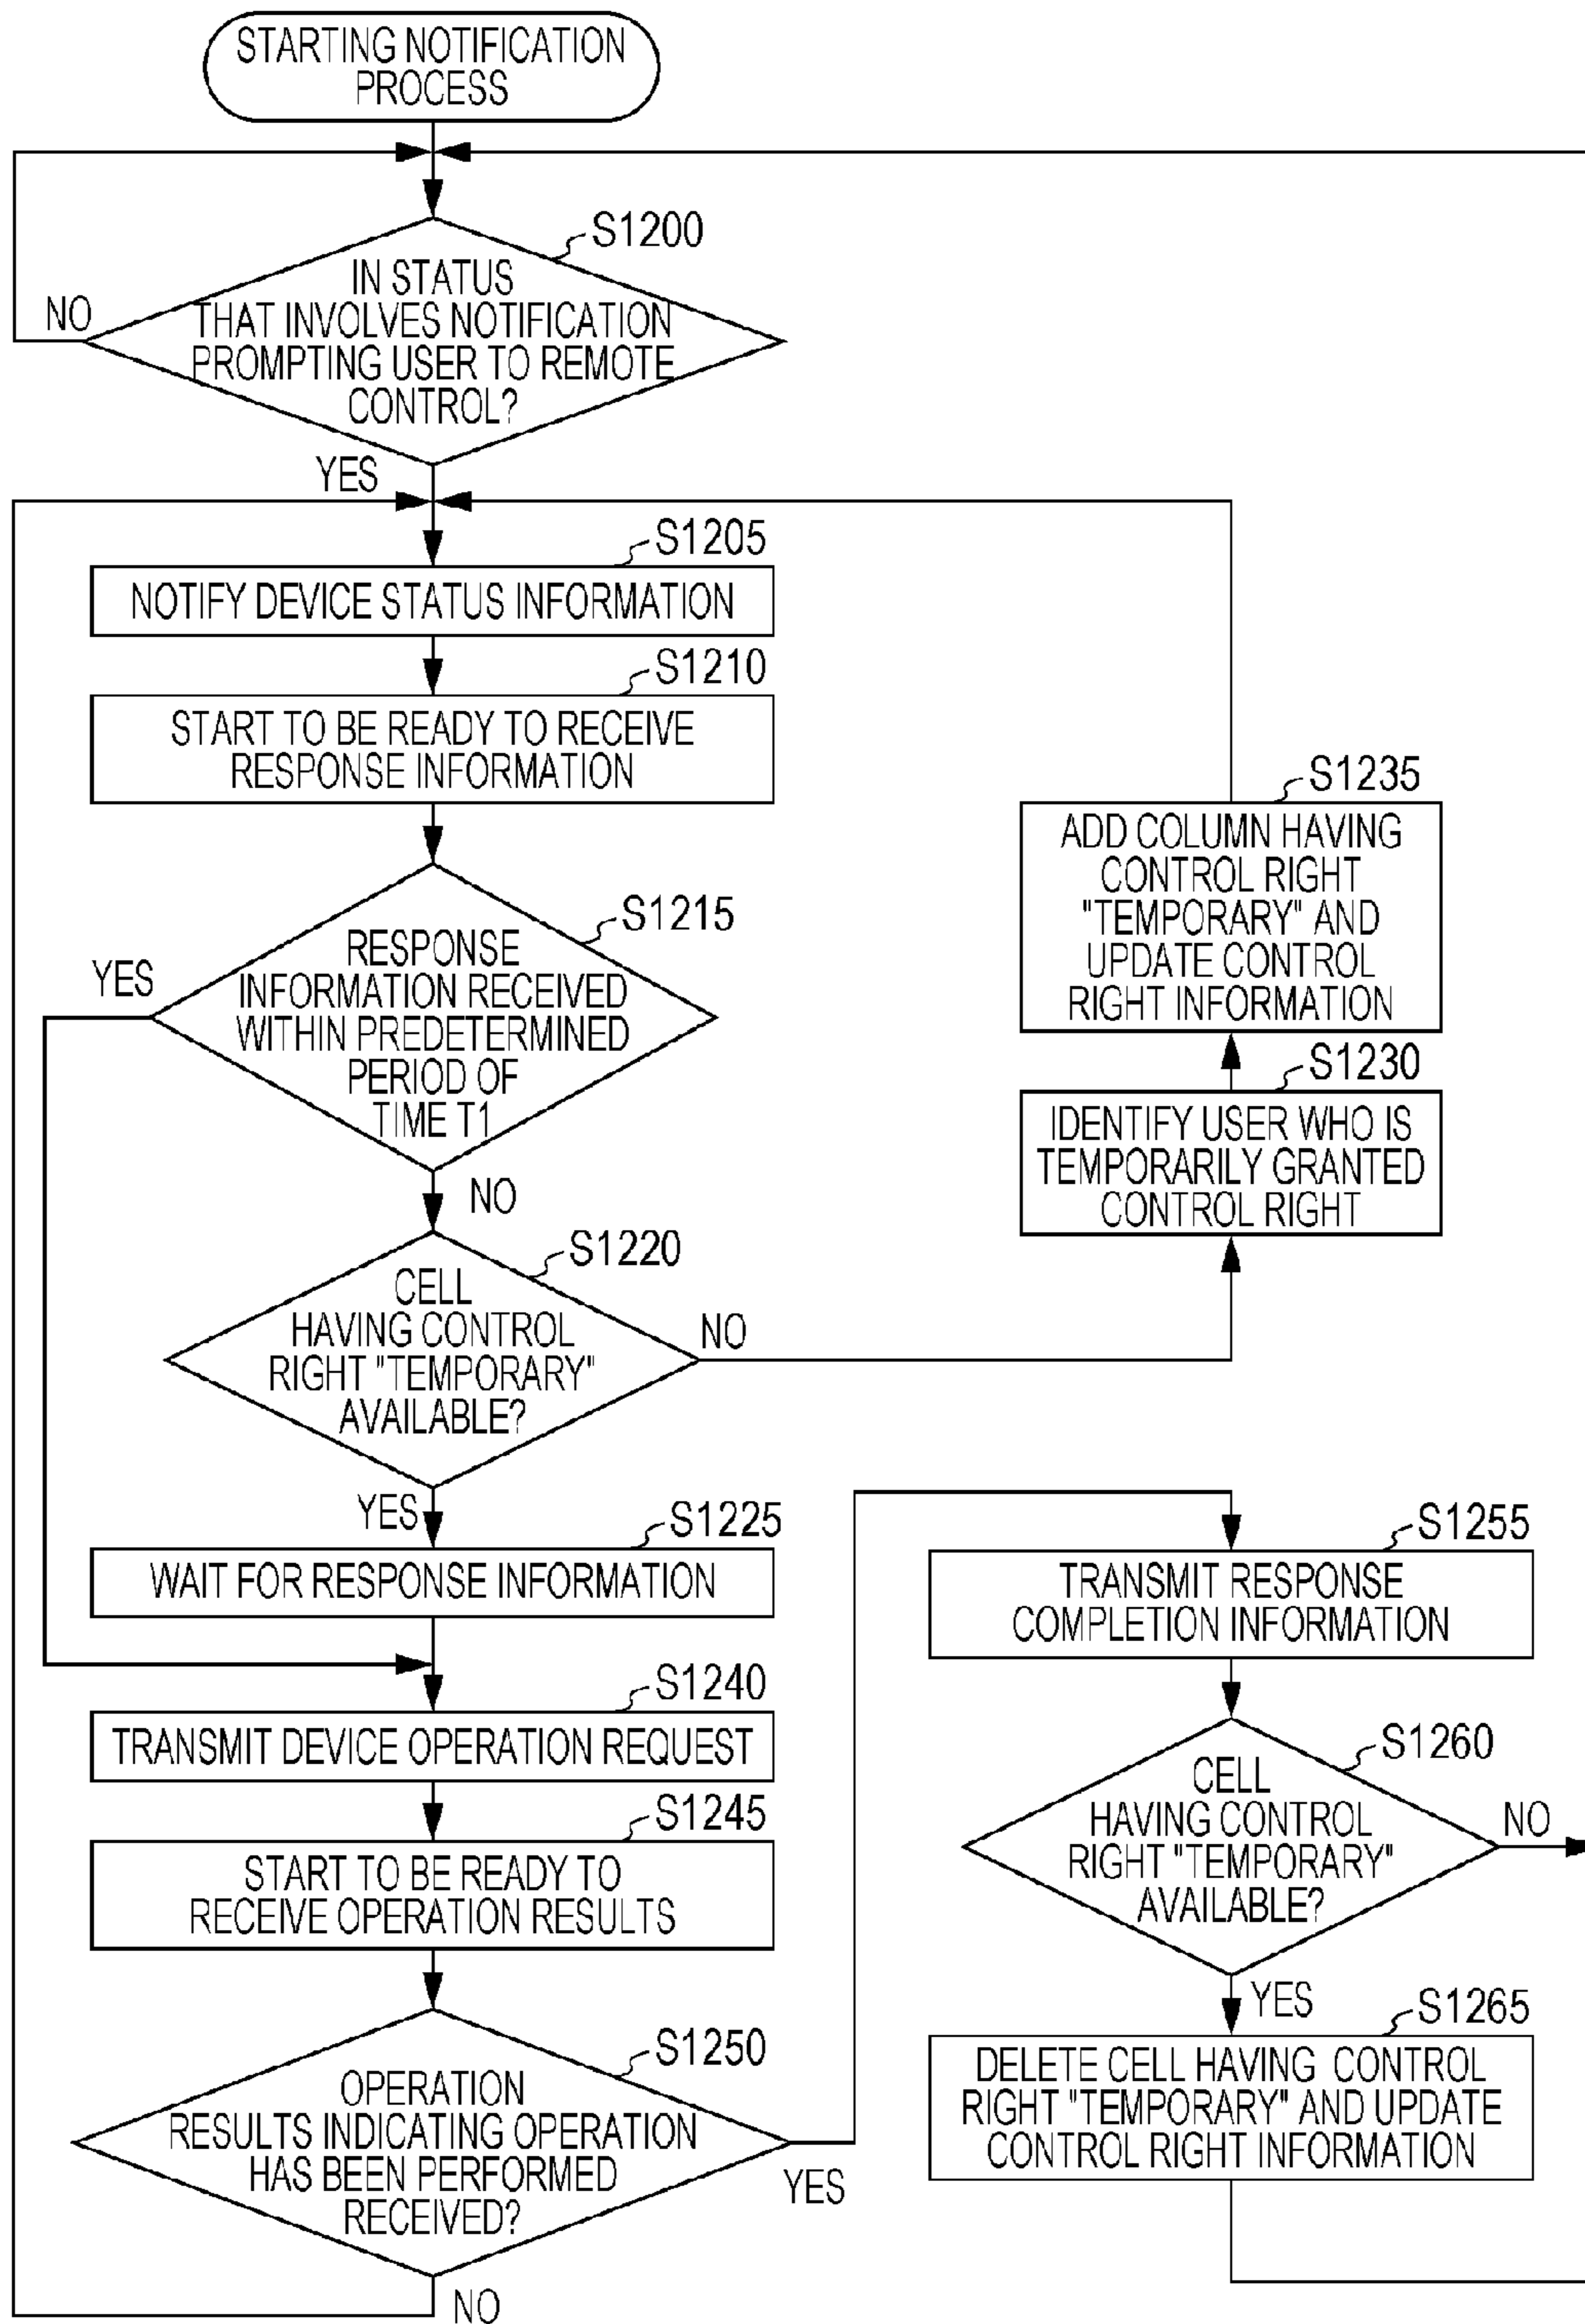 STARTING NOTIFICATION
PROCESS
S1200
IN STATUS
THAT INVOLVES NOTIFICATION
PROMPTING USER TO REMOTE
CONTROL?
NO
YES
S1205
NOTIFY DEVICE STATUS INFORMATION
S1210
START TO BE READY TO RECEIVE
RESPONSE INFORMATION
S1215
RESPONSE
INFORMATION RECEIVED
WITHIN PREDETERMINED
PERIOD OF
TIME T1
YES
NO
S1220
CELL
HAVING CONTROL
RIGHT "TEMPORARY"
AVAILABLE?
NO
YES
S1235
ADD COLUMN HAVING
CONTROL RIGHT
"TEMPORARY" AND
UPDATE CONTROL
RIGHT INFORMATION
S1230
IDENTIFY USER WHO IS
TEMPORARILY GRANTED
CONTROL RIGHT
S1225
WAIT FOR RESPONSE INFORMATION
S1240
TRANSMIT DEVICE OPERATION REQUEST
S1245
START TO BE READY TO
RECEIVE OPERATION RESULTS
S1250
OPERATION
RESULTS INDICATING OPERATION
HAS BEEN PERFORMED
RECEIVED?
YES
NO
S1255
TRANSMIT RESPONSE
COMPLETION INFORMATION
S1260
CELL
HAVING CONTROL
RIGHT "TEMPORARY"
AVAILABLE?
NO
YES
S1265
DELETE CELL HAVING CONTROL
RIGHT "TEMPORARY" AND UPDATE
CONTROL RIGHT INFORMATION